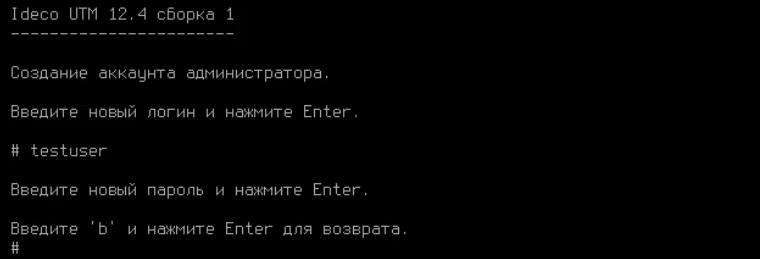 Ideco UTM 12.4 сборка 1
-----------------------
Создание аккаунта администратора.
Введите новый логин и нажмите Enter.
# testuser
Введите новый пароль и нажмите Enter.
Введите 'b' и нажмите Enter для возврата.
#